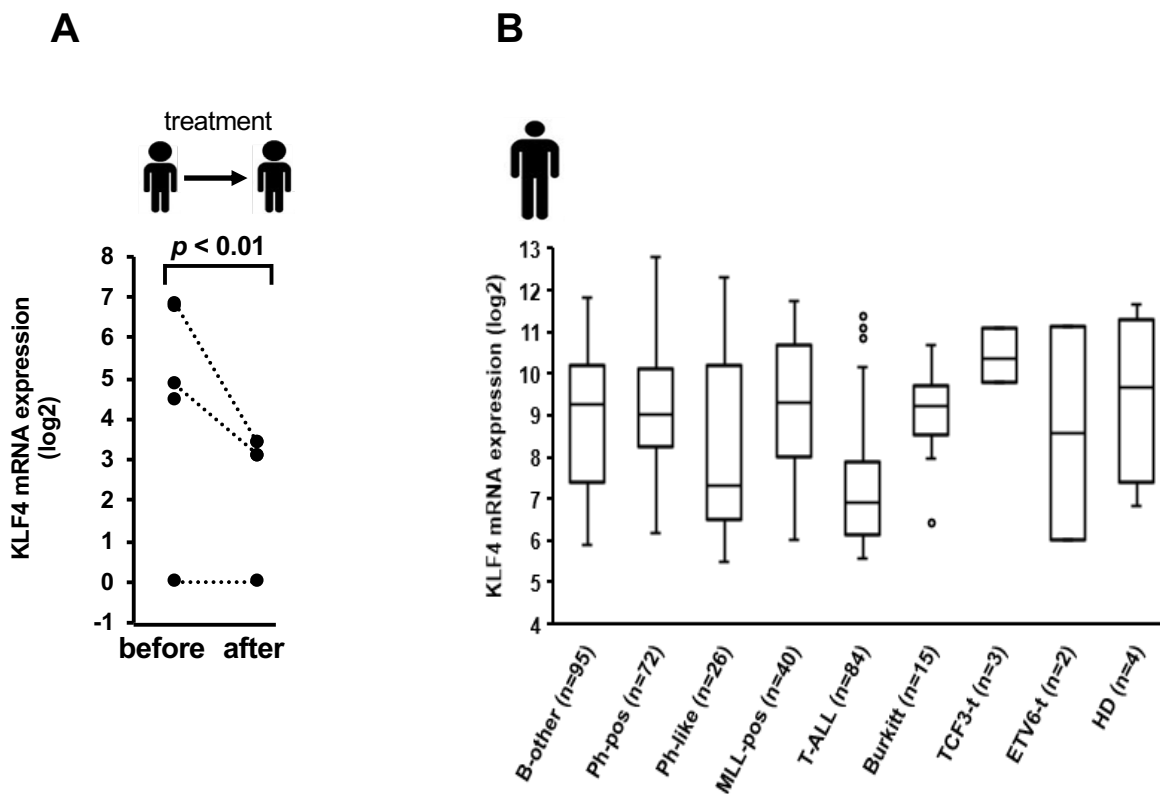 A
treatment
p < 0.01
KLF4 mRNA expression
(log2)
8
7
6
5
4
3
2
1
0
-1
before after
B
KLF4 mRNA expression (log2)
13
12
11
10
9
8
7
6
5
4
B-other (n=95)
Ph-pos (n=72)
Ph-like (n=26)
MLL-pos (n=40)
T-ALL (n=84)
Burkitt (n=15)
TCF3-t (n=3)
ETV6-t (n=2)
HD (n=4)